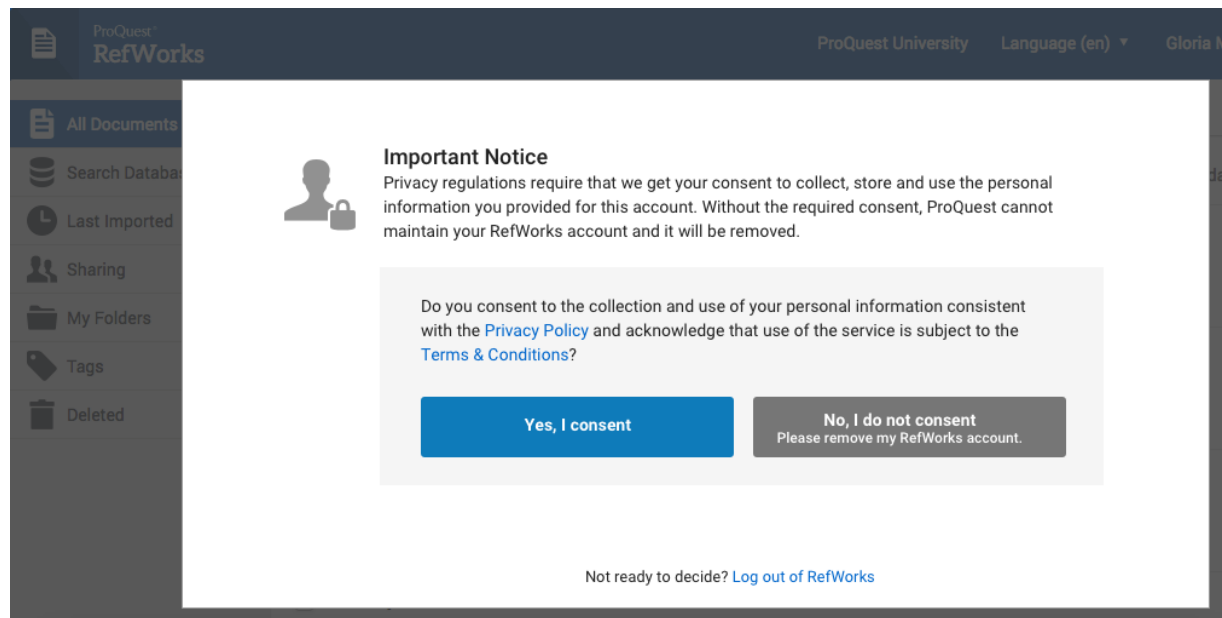 ProQuest
RefWorks
ProQuest University Language (en) Gloria
All Documents
Search
Last Imported
Sharing
My Folders
Tags
Deleted
Important Notice
Privacy regulations require that we get your consent to collect, store and use the personal
information you provided for this account. Without the required consent, ProQuest cannot
maintain your RefWorks account and it will be removed.
Do you consent to the collection and use of your personal information consistent
with the Privacy Policy and acknowledge that use of the service is subject to the
Terms & Conditions?
Yes, I consent
No, I do not consent
Please remove my RefWorks account.
Not ready to decide? Log out of RefWorks